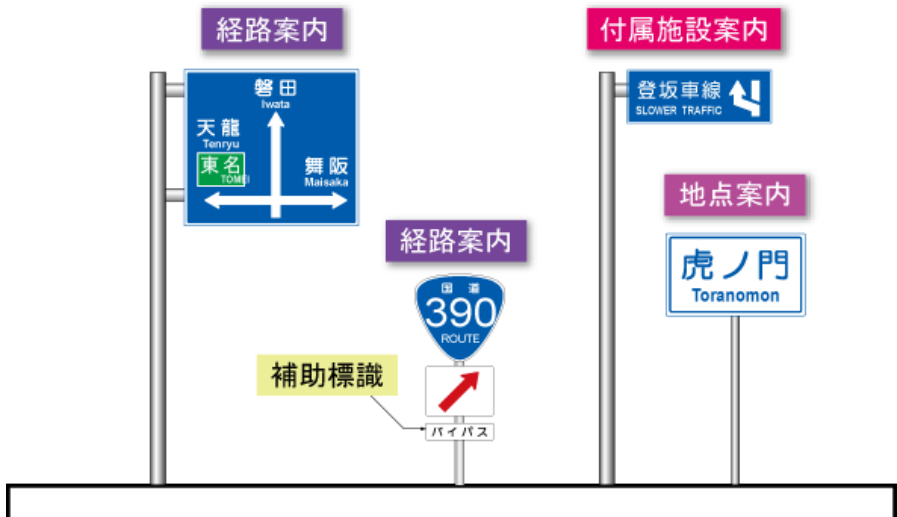 経路案内
磐田
Iwata
天龍
Tenryu
東名
TOMEI
舞阪
Maisaka
経路案内
国道
390
ROUTE
補助標識
バイパス
付属施設案内
登坂車線
SLOWER TRAFFIC
地点案内
虎ノ門
Toranomon